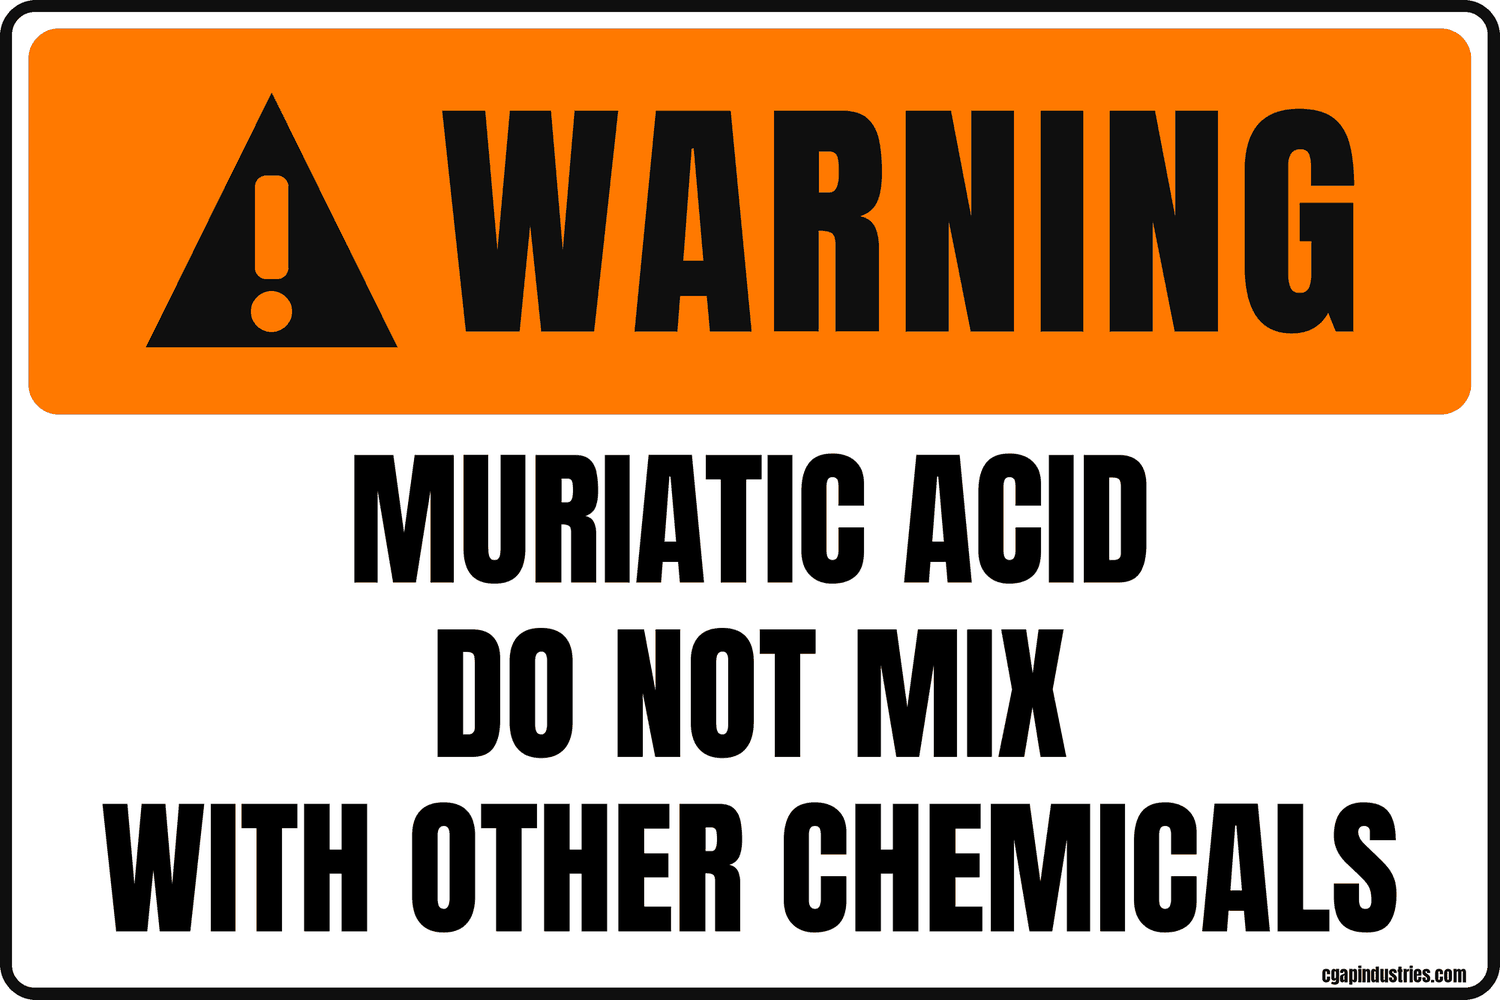 WARNING
MURIATIC ACID
DO NOT MIX
WITH OTHER CHEMICALS
cgapindustries.com